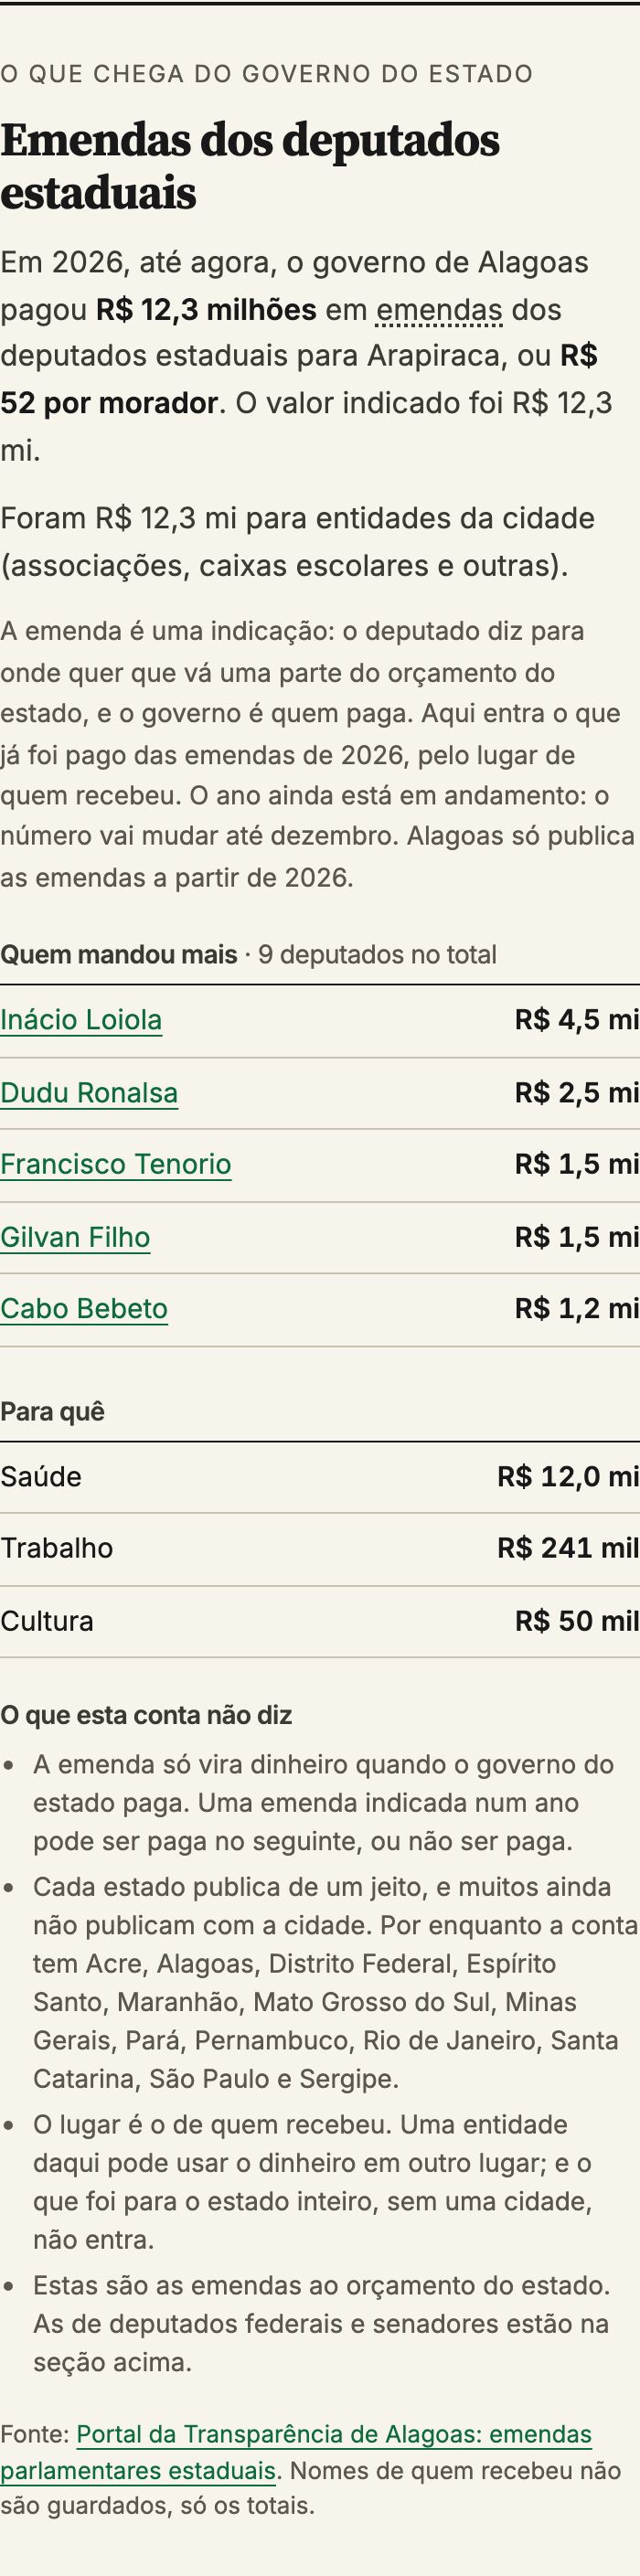 O QUE CHEGA DO GOVERNO DO ESTADO
Emendas dos deputados
estaduais
Em 2026, até agora, o governo de Alagoas
pagou R$ 12,3 milhões em emendas dos
deputados estaduais para Arapiraca, ou R$
52 por morador. O valor indicado foi R$ 12,3
mi.
Foram R$ 12,3 mi para entidades da cidade
(associações, caixas escolares e outras).
A emenda é uma indicação: o deputado diz para
onde quer que vá uma parte do orçamento do
estado, e o governo é quem paga. Aqui entra o que
já foi pago das emendas de 2026, pelo lugar de
quem recebeu. O ano ainda está em andamento: o
número vai mudar até dezembro. Alagoas só publica
as emendas a partir de 2026.
Quem mandou mais · 9 deputados no total
Inácio Loiola R$ 4,5 mi
Dudu Ronalsa R$ 2,5 mi
Francisco Tenorio R$ 1,5 mi
Gilvan Filho R$ 1,5 mi
Cabo Bebeto R$ 1,2 mi
Para quê
Saúde R$ 12,0 mi
Trabalho R$ 241 mil
Cultura R$ 50 mil
O que esta conta não diz
• A emenda só vira dinheiro quando o governo do
estado paga. Uma emenda indicada num ano
pode ser paga no seguinte, ou não ser paga.
• Cada estado publica de um jeito, e muitos ainda
não publicam com a cidade. Por enquanto a conta
tem Acre, Alagoas, Distrito Federal, Espírito
Santo, Maranhão, Mato Grosso do Sul, Minas
Gerais, Pará, Pernambuco, Rio de Janeiro, Santa
Catarina, São Paulo e Sergipe.
• O lugar é o de quem recebeu. Uma entidade
daqui pode usar o dinheiro em outro lugar; e o
que foi para o estado inteiro, sem uma cidade,
não entra.
• Estas são as emendas ao orçamento do estado.
As de deputados federais e senadores estão na
seção acima.
Fonte: Portal da Transparência de Alagoas: emendas
parlamentares estaduais. Nomes de quem recebeu não
são guardados, só os totais.